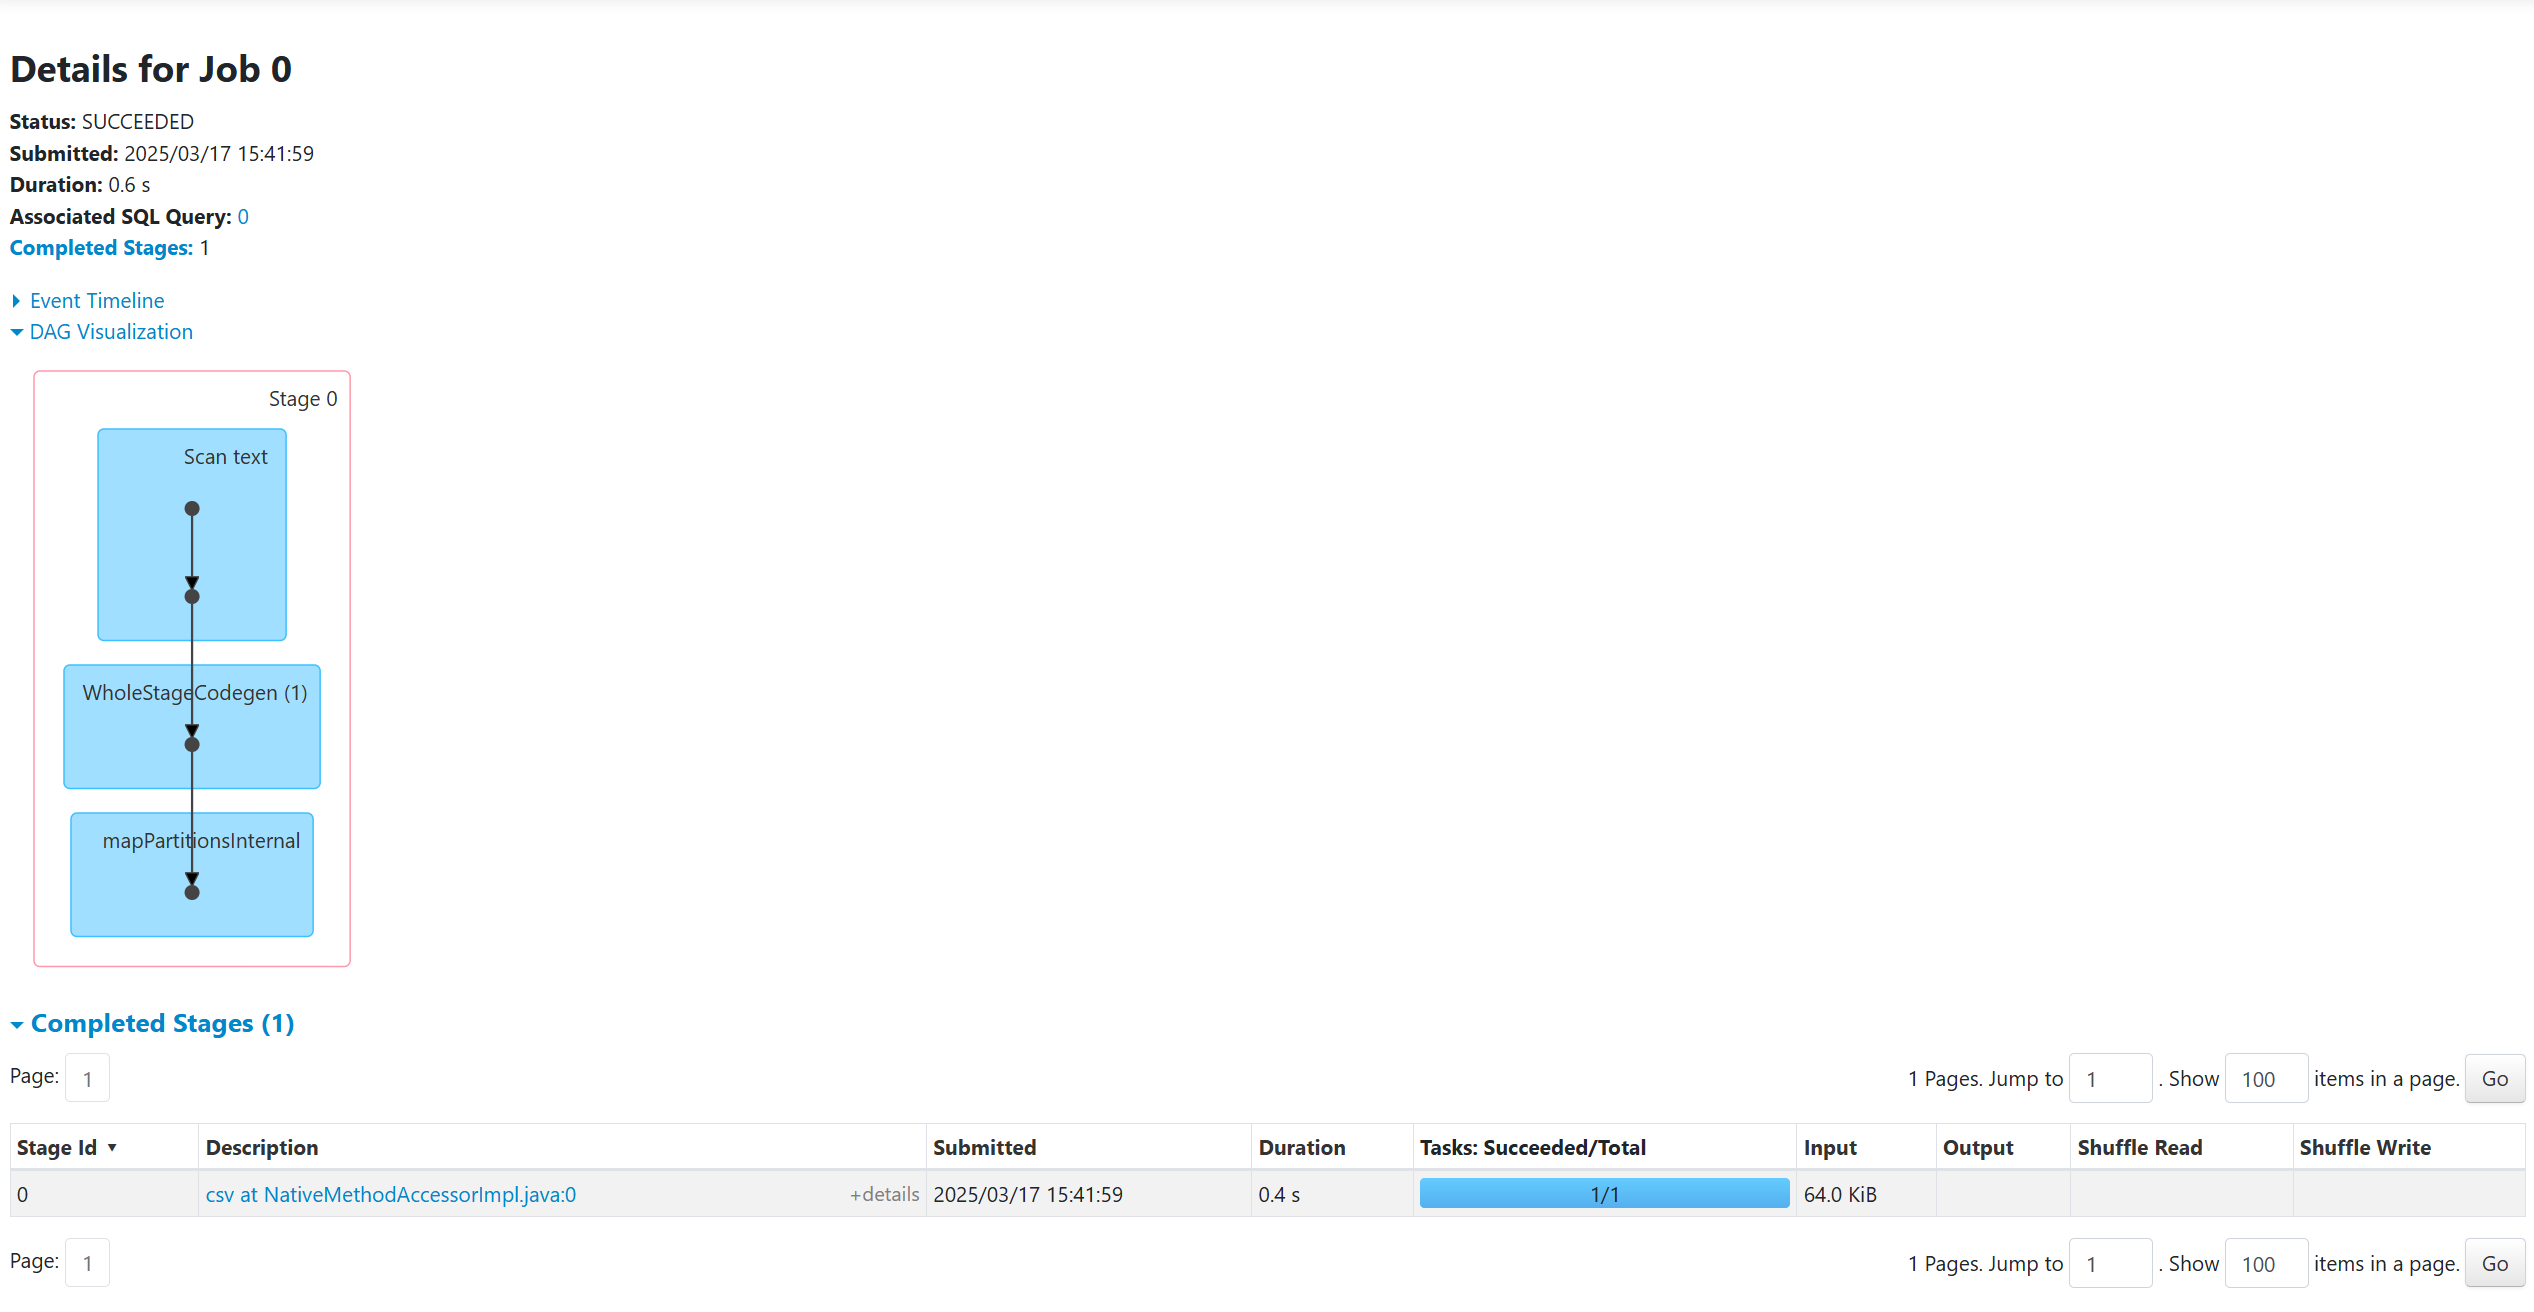 Details for Job 0
Status: SUCCEEDED
Submitted: 2025/03/17 15:41:59
Duration: 0.6 s
Associated SQL Query: 0
Completed Stages: 1
Event Timeline
DAG Visualization
Stage 0
Scan text
WholeStageCodegen (1)
mapPartitionsInternal
Completed Stages (1)
Page: 1 1 Pages. Jump to 1 . Show 100 items in a page. Go
Stage Id ▾ Description Submitted Duration Tasks: Succeeded/Total Input Output Shuffle Read Shuffle Write
0 csv at NativeMethodAccessorImpl.java:0 +details 2025/03/17 15:41:59 0.4 s 1/1 64.0 KiB
Page: 1 1 Pages. Jump to 1 . Show 100 items in a page. Go